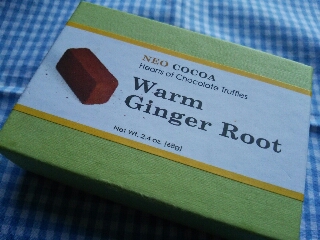 NEO COCOA
Hearts of Chocolate Truffles
Warm
Ginger Root
Net Wt. 2.4 oz. (68g)